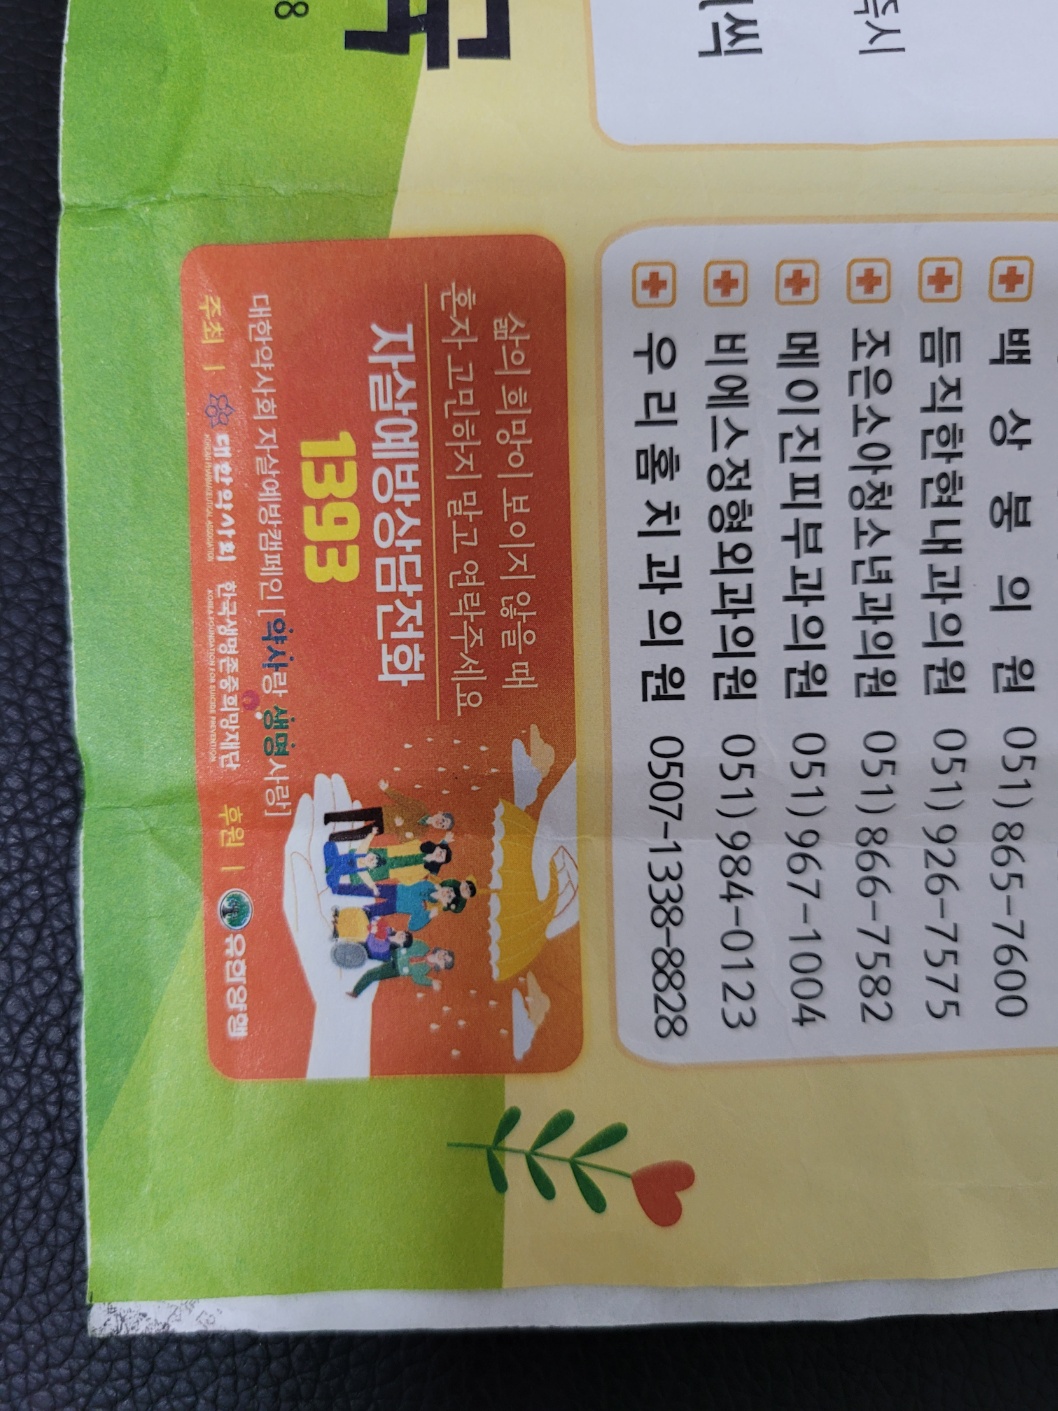 시
씩
백상봉의원 051) 865-7600
듬직한현내과의원 051) 926-7575
조은소아청소년과의원 051) 866-7582
메이진피부과의원 051) 967-1004
비에스정형외과의원 051) 984-0123
우리홈치과의원 0507-1338-8828
8
삶의 희망이 보이지 않을 때
혼자 고민하지 말고 연락주세요
자살예방상담전화
1393
대한약사회 자살예방캠페인 [약사랑 생명사랑]
주최 | 대한약사회 한국생명존중희망재단 후원 | 유한양행
KOREAN PHARMACEUTICAL ASSOCIATION KOREA FOUNDATION FOR SUICIDE PREVENTION